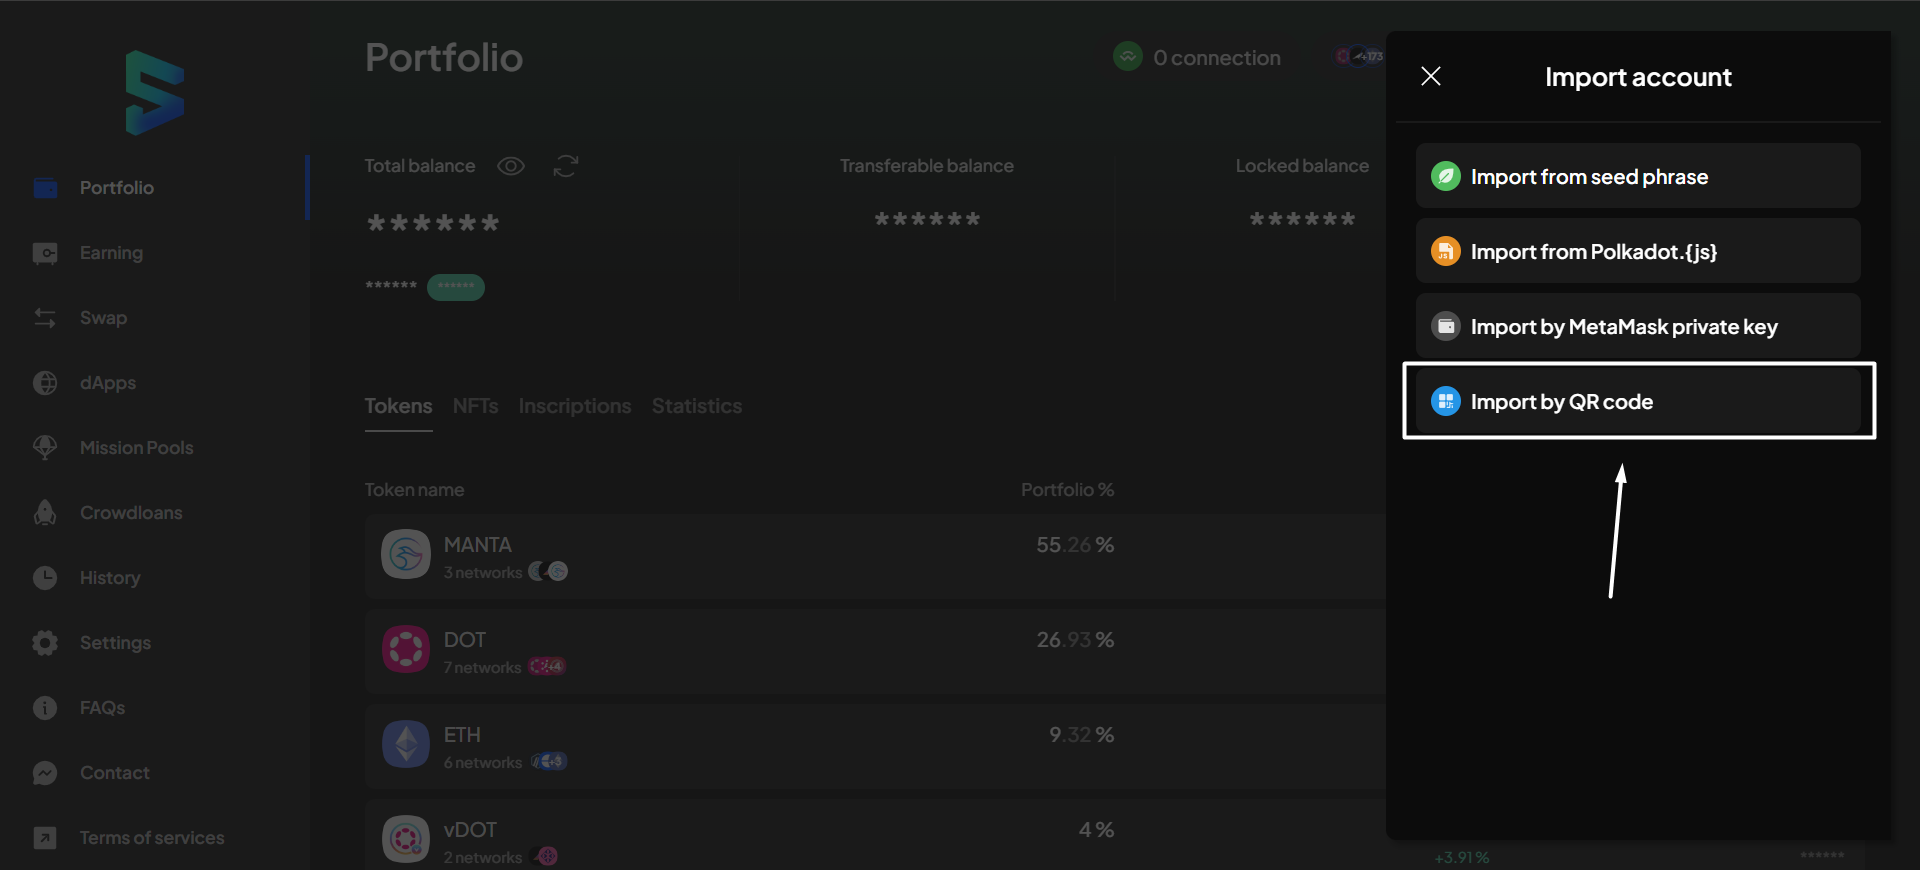 Portfolio
0 connection
+173
Import account
Import from seed phrase
Import from Polkadot.{js}
Import by MetaMask private key
Import by QR code
Portfolio
Earning
Swap
dApps
Mission Pools
Crowdloans
History
Settings
FAQs
Contact
Terms of services
Total balance
******
****** ******
Transferable balance
******
Locked balance
******
Tokens NFTs Inscriptions Statistics
Token name Portfolio %
MANTA 55.26 %
3 networks
DOT 26.93 %
7 networks +4
ETH 9.32 %
6 networks +3
vDOT 4 %
2 networks
+3.91 % ******